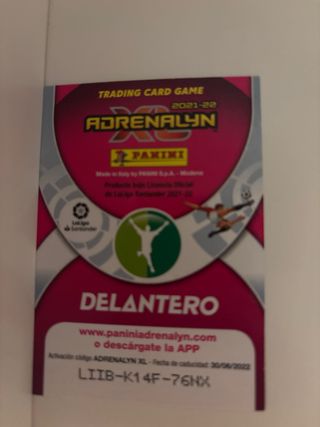 TRADING CARD GAME
2021-22
ADRENALYN
XL
PANINI
Made in Italy by PANINI S.p.A. - Modena
Producto bajo Licencia Oficial
de LaLiga Santander 2021-22
LaLiga
Santander
DELANTERO
www.paniniadrenalyn.com
o descárgate la APP
Activación código ADRENALYN XL - Fecha de caducidad: 30/06/2022
LIIB-K14F-76NX